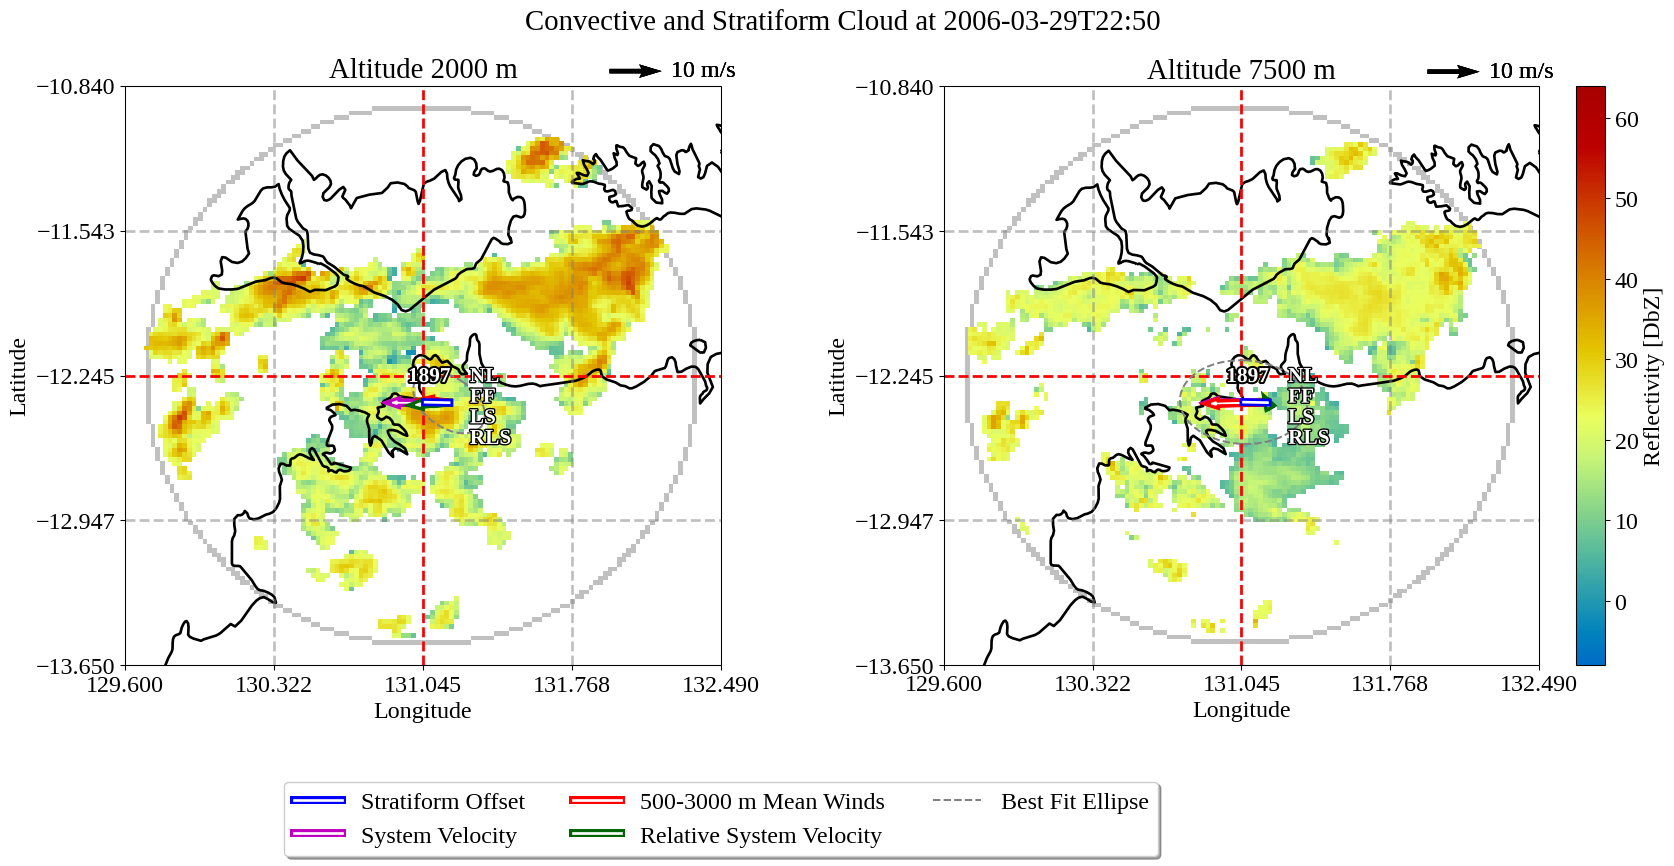 Convective and Stratiform Cloud at 2006-03-29T22:50
Altitude 2000 m
10 m/s
Altitude 7500 m
10 m/s
−10.840
−11.543
−12.245
−12.947
−13.650
129.600
130.322
131.045
131.768
132.490
Longitude
Latitude
1897
NL
FF
LS
RLS
−10.840
−11.543
−12.245
−12.947
−13.650
129.600
130.322
131.045
131.768
132.490
Longitude
Latitude
1897
NL
FF
LS
RLS
60
50
40
30
20
10
0
Reflectivity [DbZ]
Stratiform Offset
System Velocity
500-3000 m Mean Winds
Relative System Velocity
Best Fit Ellipse